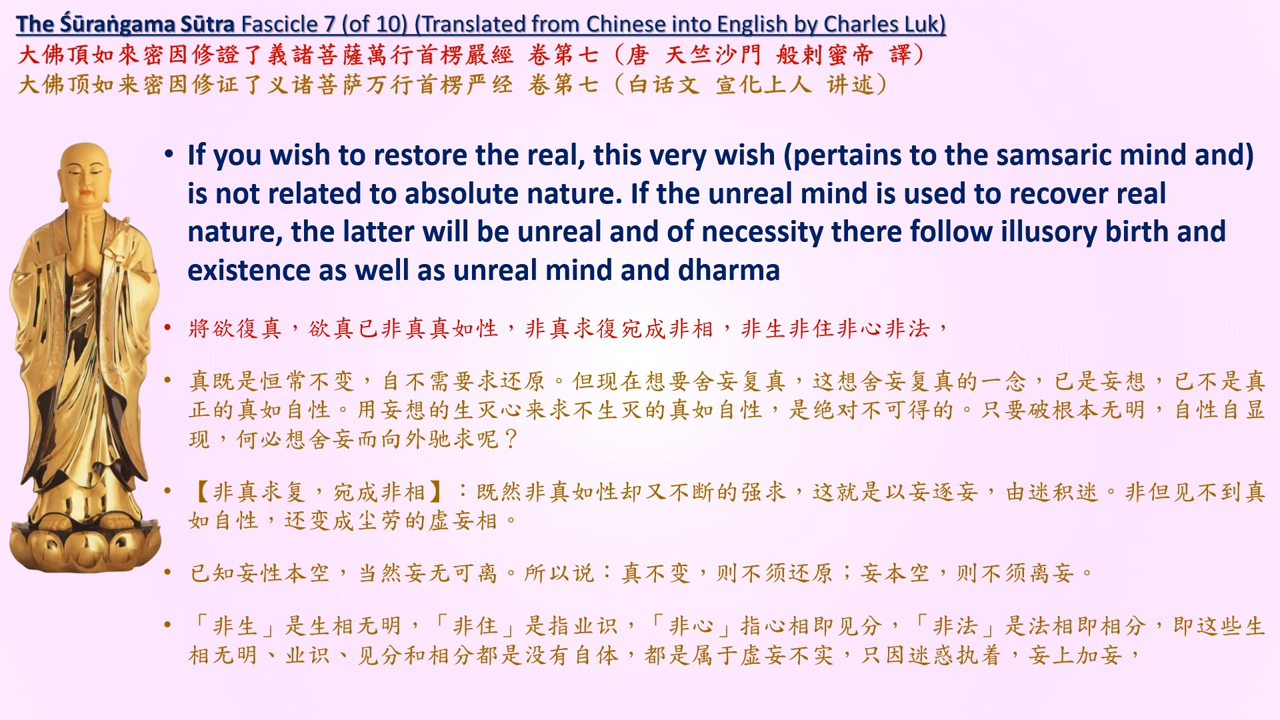 The Śūraṅgama Sūtra Fascicle 7 (of 10) (Translated from Chinese into English by Charles Luk)
大佛頂如來密因修證了義諸菩薩萬行首楞嚴經 卷第七（唐 天竺沙門 般剌蜜帝 譯）
大佛顶如来密因修证了义诸菩萨万行首楞严经 卷第七（白话文 宣化上人 讲述）
• If you wish to restore the real, this very wish (pertains to the samsaric mind and)
is not related to absolute nature. If the unreal mind is used to recover real
nature, the latter will be unreal and of necessity there follow illusory birth and
existence as well as unreal mind and dharma
• 將欲復真，欲真已非真真如性，非真求復宛成非相，非生非住非心非法，
• 真既是恒常不变，自不需要求还原。但现在想要舍妄复真，这想舍妄复真的一念，已是妄想，已不是真
正的真如自性。用妄想的生灭心来求不生灭的真如自性，是绝对不可得的。只要破根本无明，自性自显
现，何必想舍妄而向外驰求呢？
• 【非真求复，宛成非相】：既然非真如性却又不断的强求，这就是以妄逐妄，由迷积迷。非但见不到真
如自性，还变成尘劳的虚妄相。
• 已知妄性本空，当然妄无可离。所以说：真不变，则不须还原；妄本空，则不须离妄。
• 「非生」是生相无明，「非住」是指业识，「非心」指心相即见分，「非法」是法相即相分，即这些生
相无明、业识、见分和相分都是没有自体，都是属于虚妄不实，只因迷惑执着，妄上加妄，